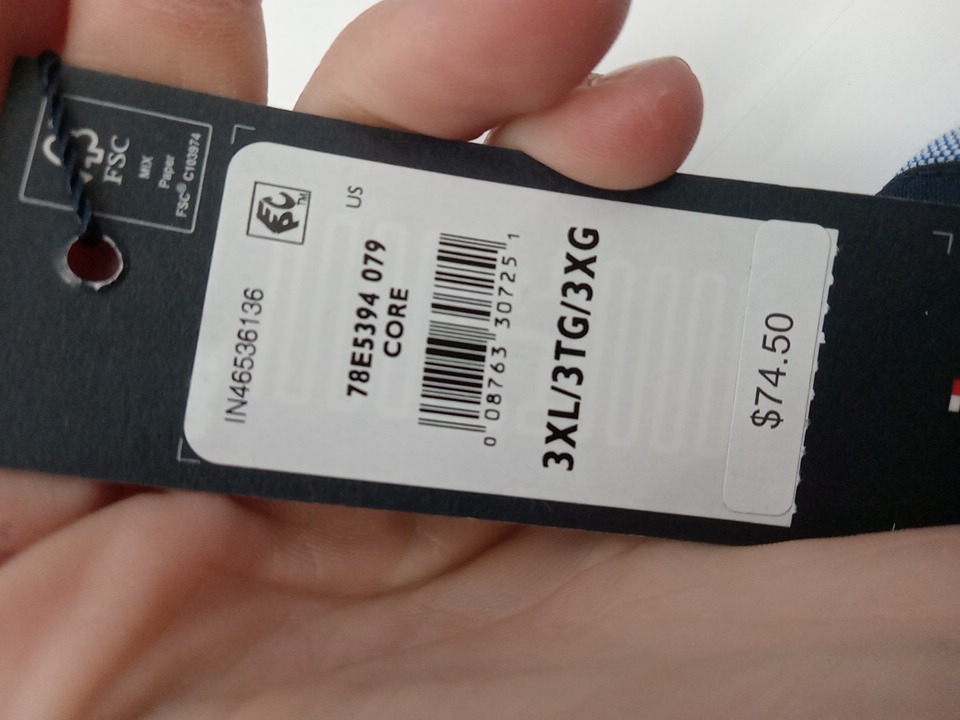 FSC
MIX
Paper
FSC® C103974
TM
US
IN46536136
78E5394 079
CORE
0 08763 30725 1
3XL/3TG/3XG
$74.50